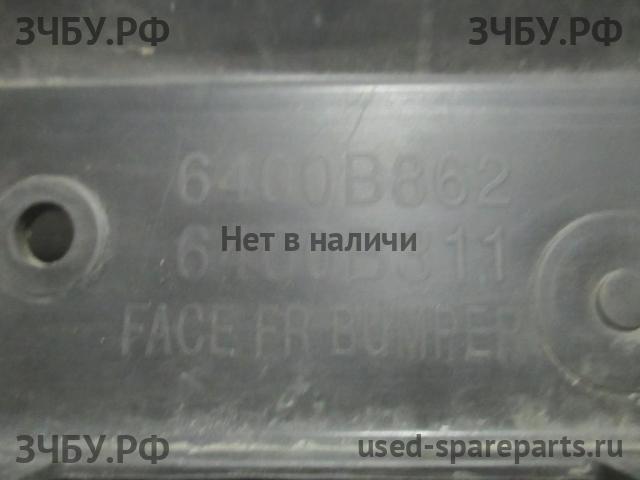 ЗЧБУ.РФ ЗЧБУ.РФ
6400B862
Нет в наличи
FACE FR BUMPER
ЗЧБУ.РФ used-spareparts.ru